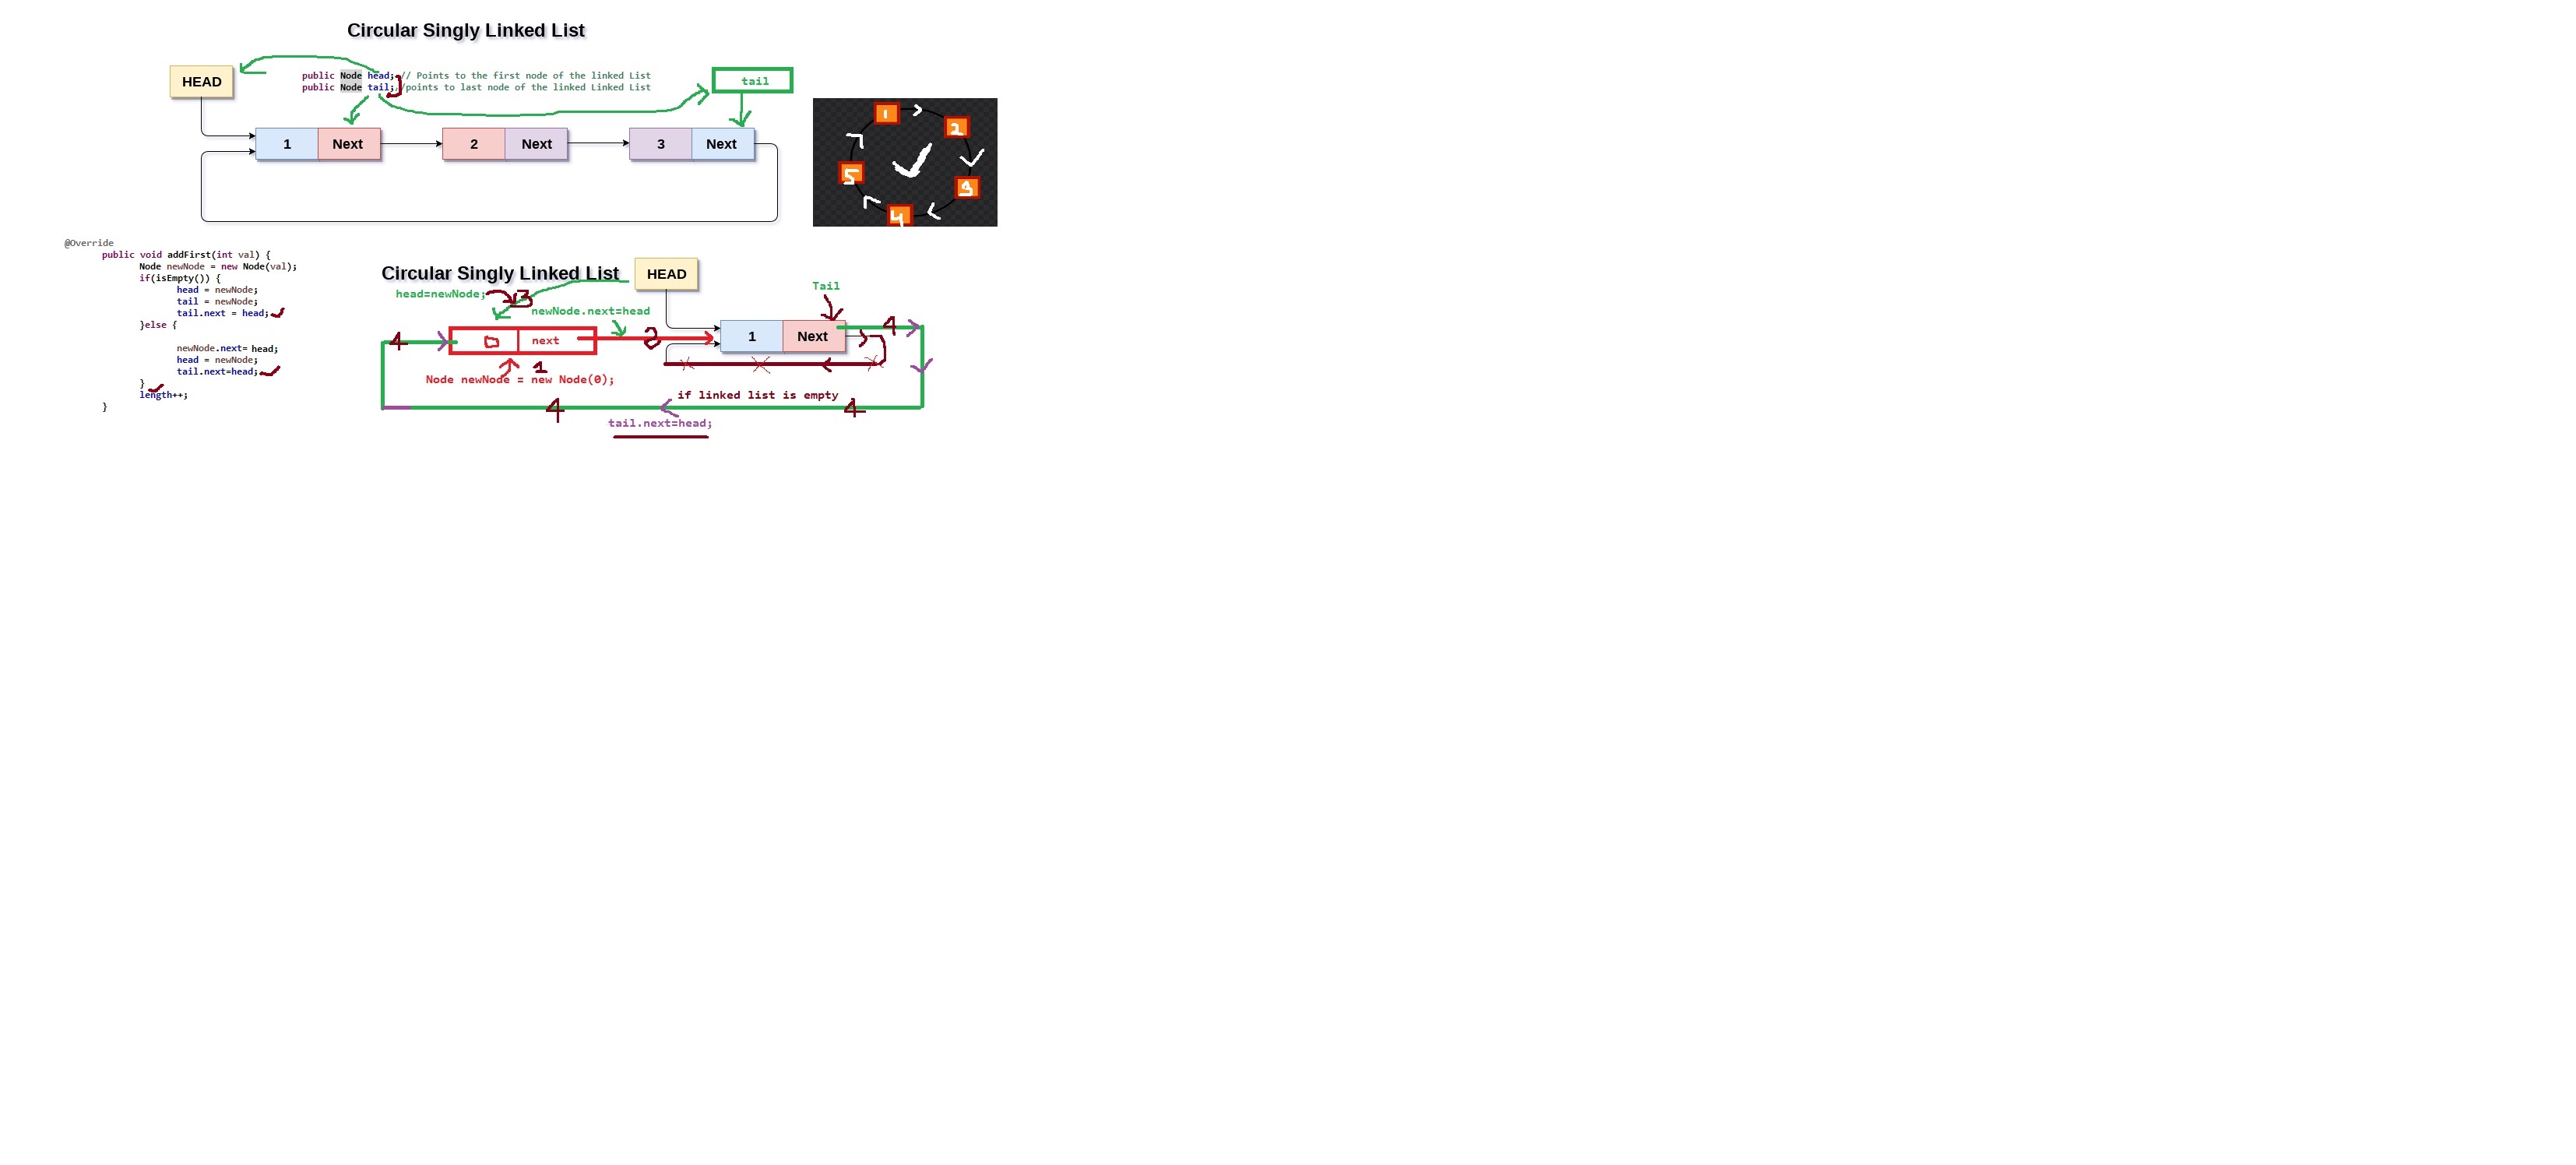 Circular Singly Linked List
HEAD
public Node head; // Points to the first node of the linked List
public Node tail; /points to last node of the linked Linked List
tail
1 Next
2 Next
3 Next
1
2
3
4
5
@Override
public void addFirst(int val) {
Node newNode = new Node(val);
if(isEmpty()) {
head = newNode;
tail = newNode;
tail.next = head;
}else {
newNode.next= head;
head = newNode;
tail.next=head;
}
length++;
}
Circular Singly Linked List
HEAD
head=newNode; 3
Tail
newNode.next=head
4
0 next
2
1 Next
4
1
Node newNode = new Node(0);
if linked list is empty
4
4
tail.next=head;